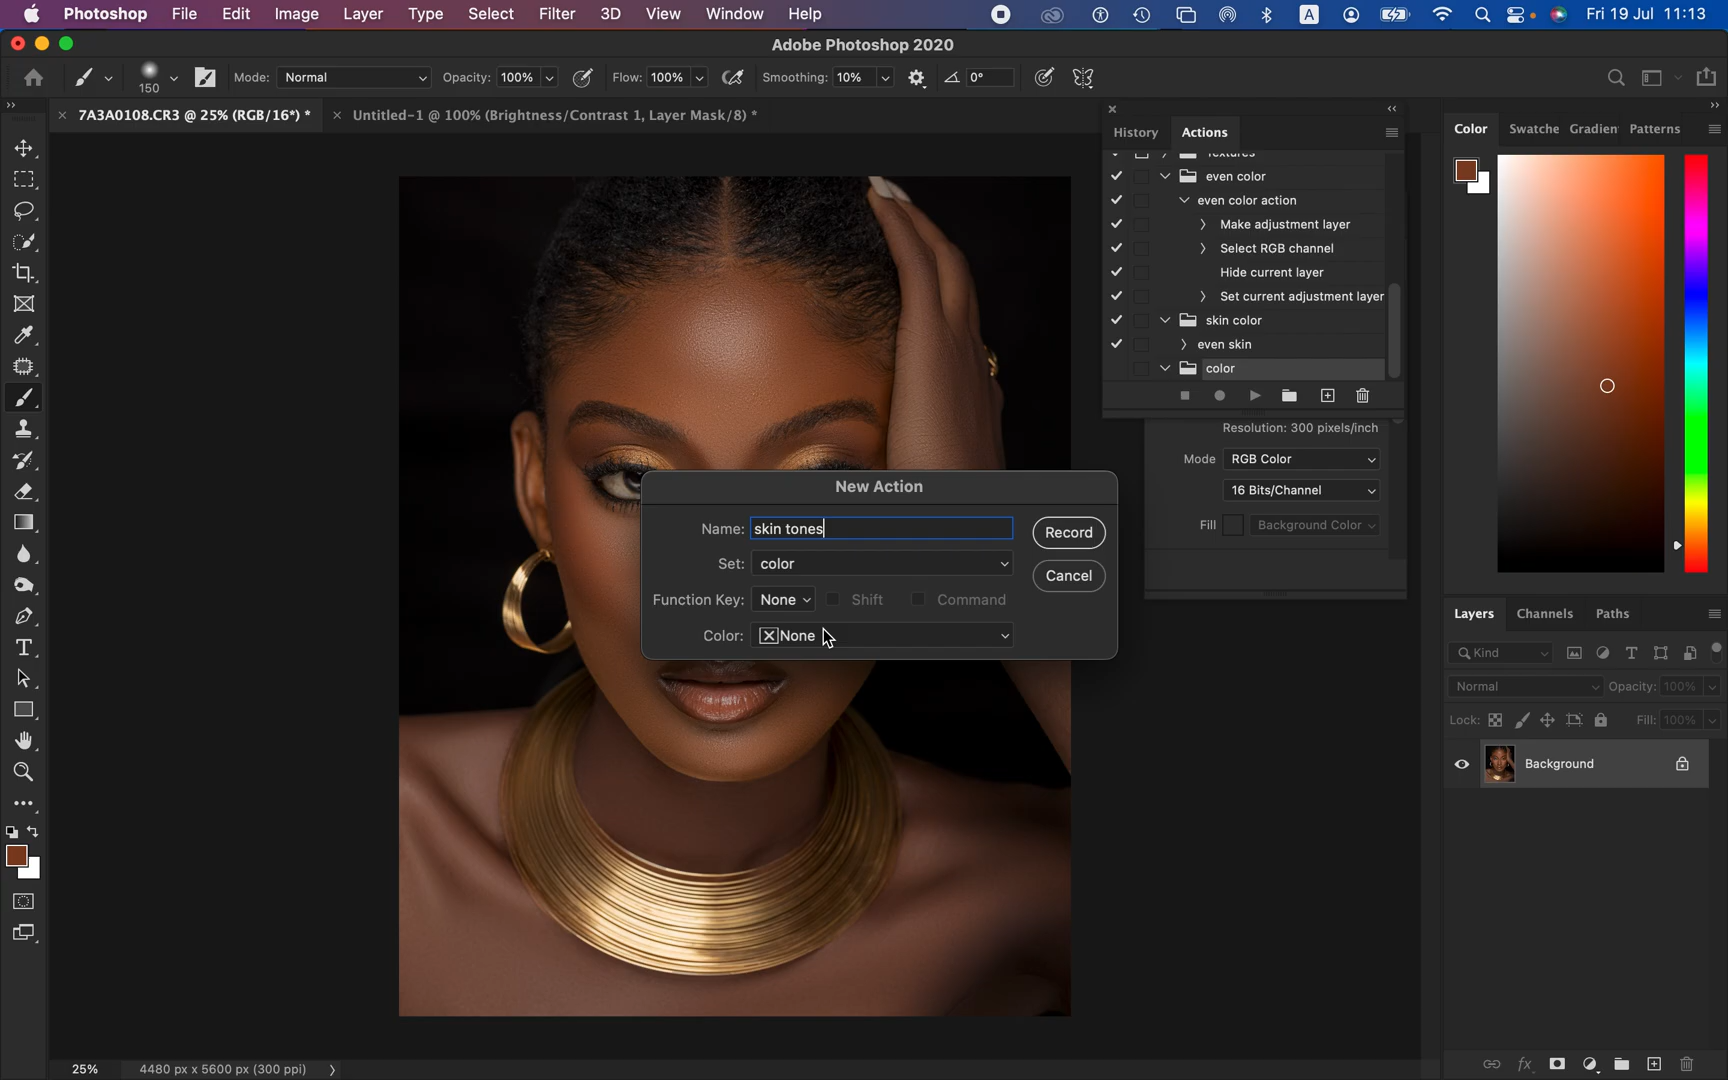 Photoshop File Edit Image Layer Type Select Filter 3D View Window Help A Fri 19 Jul 11:13
Adobe Photoshop 2020
150 Mode: Normal Opacity: 100% Flow: 100% Smoothing: 10% 0°
× 7A3A0108.CR3 @ 25% (RGB/16*) * × Untitled-1 @ 100% (Brightness/Contrast 1, Layer Mask/8) *
History Actions
Textures
even color
even color action
Make adjustment layer
Select RGB channel
Hide current layer
Set current adjustment layer
skin color
even skin
color
Resolution: 300 pixels/inch
Mode RGB Color
16 Bits/Channel
Fill Background Color
New Action
Name: skin tones
Record
Set: color
Cancel
Function Key: None Shift Command
Color: None
Color Swatche Gradien Patterns
Layers Channels Paths
Kind
Normal Opacity: 100%
Lock: Fill: 100%
Background
fx
25% 4480 px x 5600 px (300 ppi)